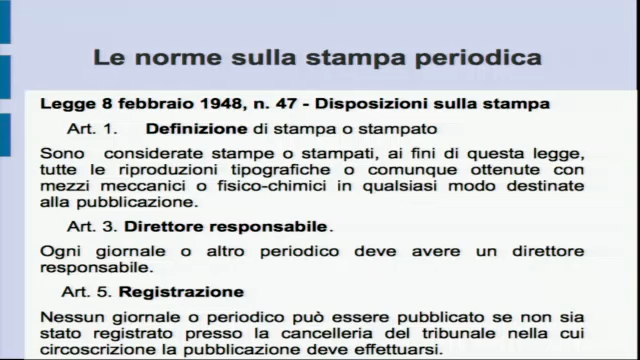 Le norme sulla stampa periodica
Legge 8 febbraio 1948, n. 47 - Disposizioni sulla stampa
Art. 1. Definizione di stampa o stampato
Sono considerate stampe o stampati, ai fini di questa legge,
tutte le riproduzioni tipografiche o comunque ottenute con
mezzi meccanici o fisico-chimici in qualsiasi modo destinate
alla pubblicazione.
Art. 3. Direttore responsabile.
Ogni giornale o altro periodico deve avere un direttore
responsabile.
Art. 5. Registrazione
Nessun giornale o periodico può essere pubblicato se non sia
stato registrato presso la cancelleria del tribunale nella cui
circoscrizione la pubblicazione deve effettuarsi.